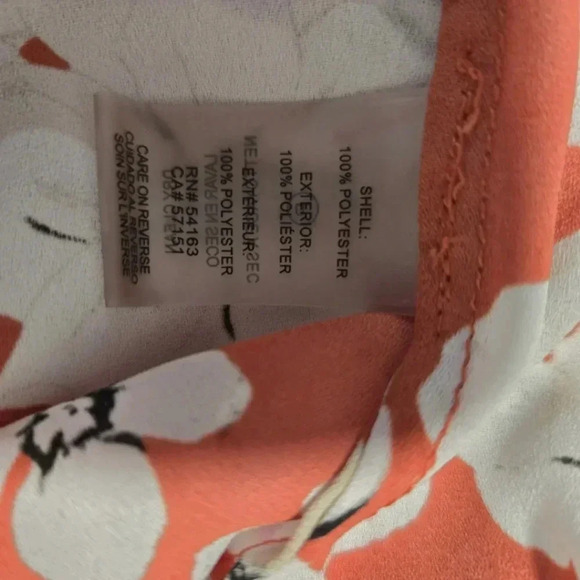 SHELL:
100% POLYESTER
EXTERIOR:
100% POLIÉSTER
EXTÉRIEUR:
100% POLYESTER
RN# 54163
CA# 57151
CARE ON REVERSE
CUIDADO AL REVERSO
SOIN SUR L'INVERSE